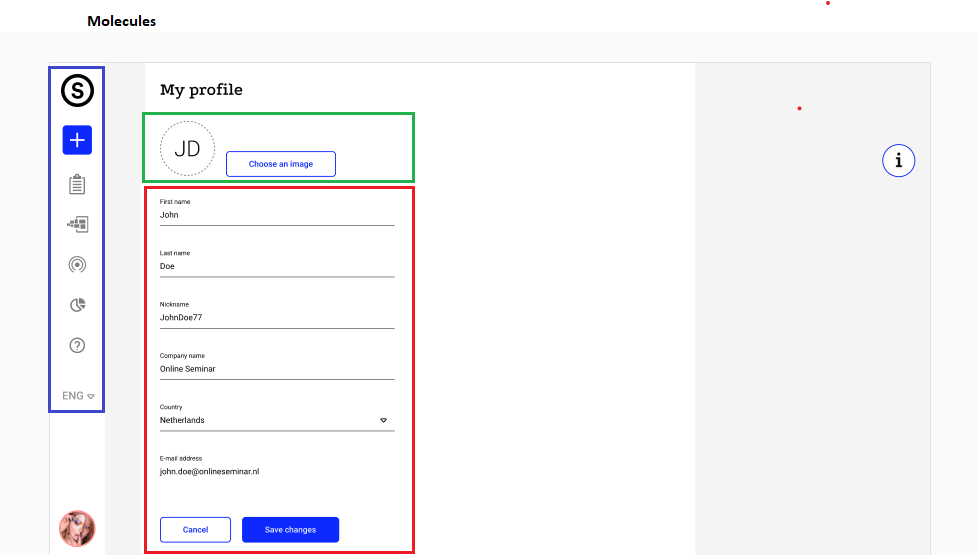 Molecules
S
My profile
JD
Choose an image
First name
John
Last name
Doe
Nickname
JohnDoe77
Company name
Online Seminar
Country
Netherlands
E-mail address
john.doe@onlineseminar.nl
Cancel
Save changes
?
ENG
i